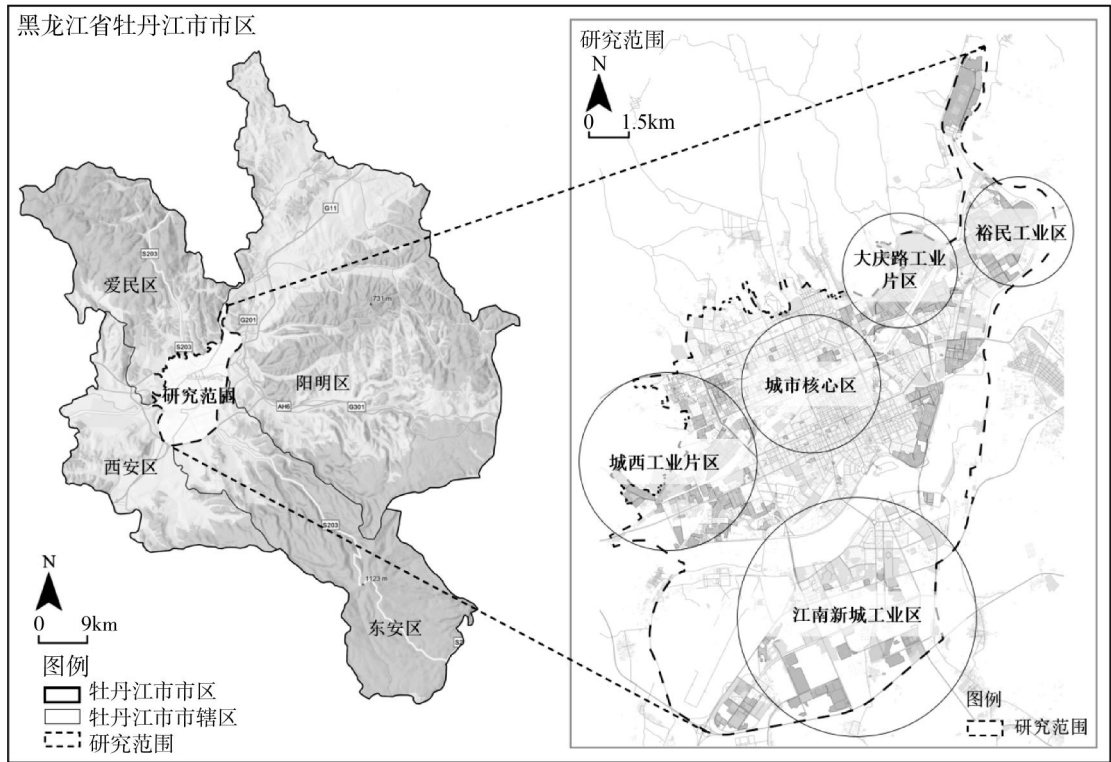 黑龙江省牡丹江市市区
G11
S203
爱民区
731 m
G201
S203
研究范围
阳明区
AH6
G301
西安区
S203
1123 m
东安区
N
0 9km
图例
牡丹江市市区
牡丹江市市辖区
研究范围
研究范围
N
0 1.5km
裕民工业区
大庆路工业
片区
城市核心区
城西工业片区
江南新城工业区
图例
研究范围